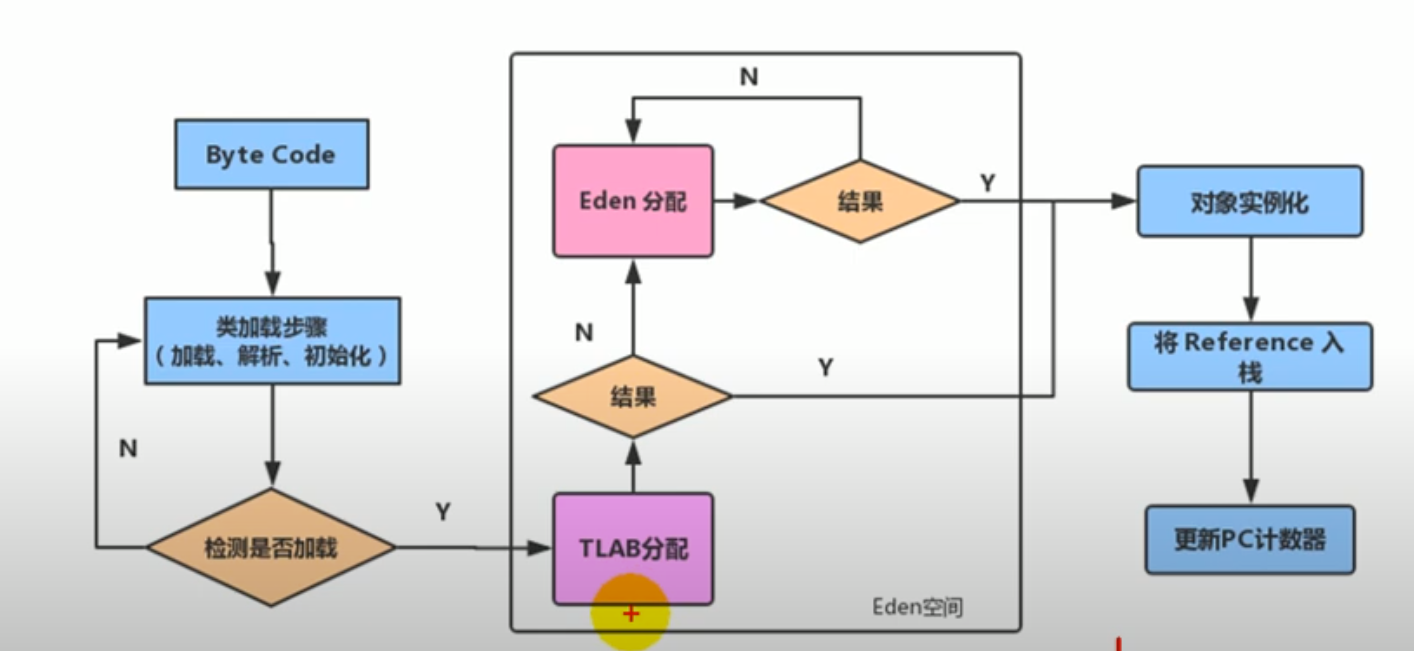 Byte Code
类加载步骤
（加载、解析、初始化）
N
检测是否加载
Y
N
Eden 分配
结果
Y
N
结果
Y
TLAB分配
Eden空间
对象实例化
将 Reference 入
栈
更新PC计数器